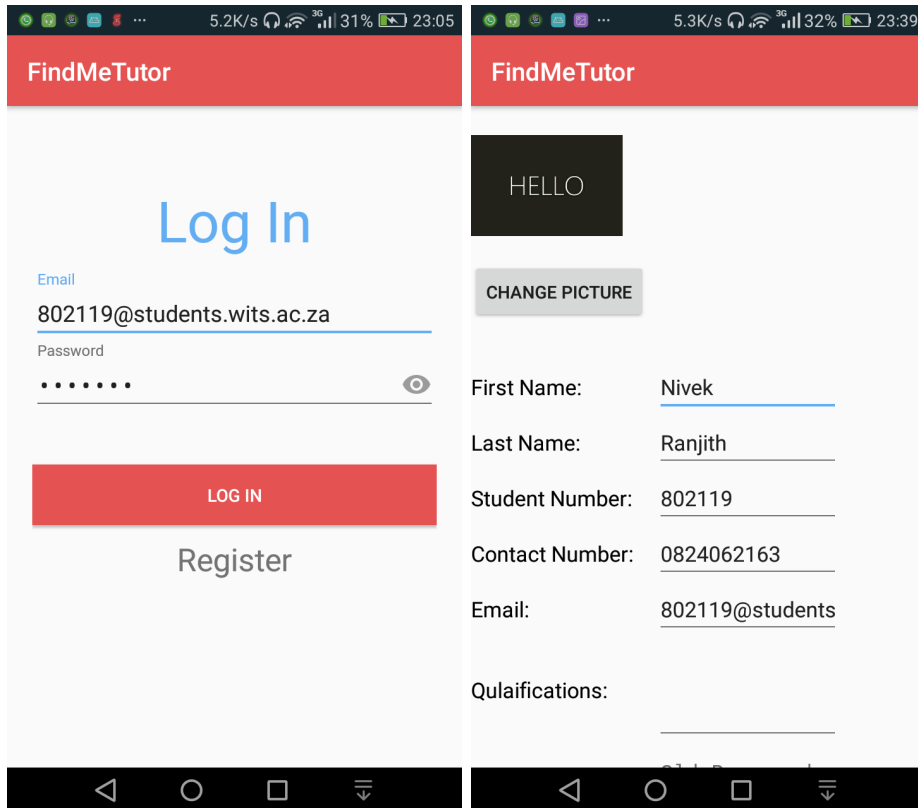 5.2K/s 3G 31% 23:05
FindMeTutor
Log In
Email
802119@students.wits.ac.za
Password
•••••••
LOG IN
Register
5.3K/s 3G 32% 23:39
FindMeTutor
HELLO
CHANGE PICTURE
First Name: Nivek
Last Name: Ranjith
Student Number: 802119
Contact Number: 0824062163
Email: 802119@students
Qulaifications: